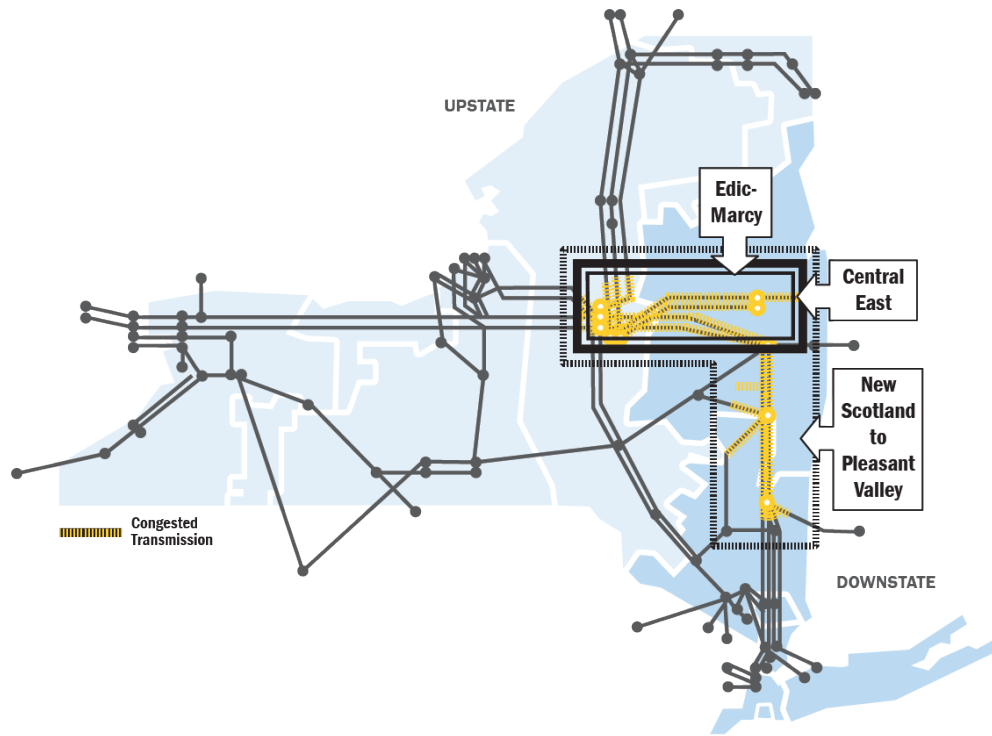 UPSTATE
Edic-
Marcy
Central
East
New
Scotland
to
Pleasant
Valley
Congested
Transmission
DOWNSTATE